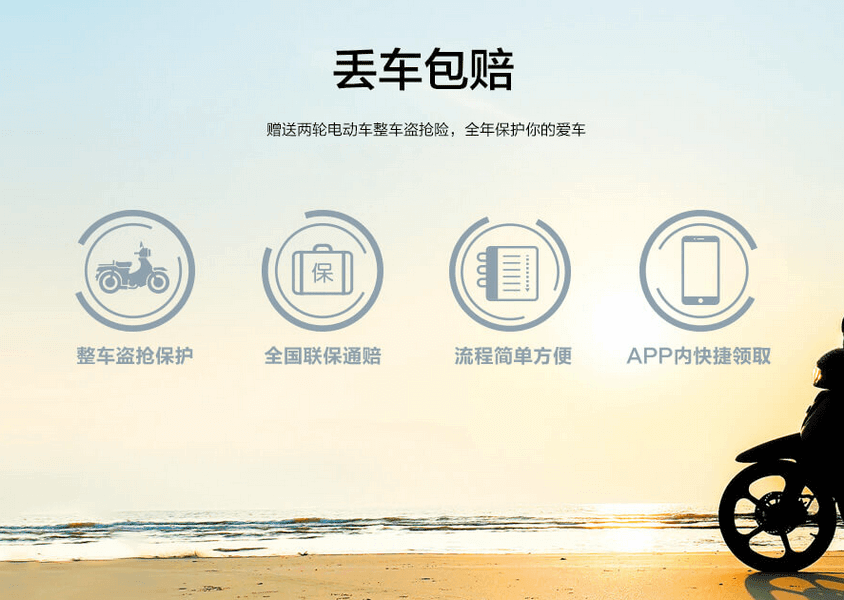 丢车包赔
赠送两轮电动车整车盗抢险，全年保护你的爱车
保
整车盗抢保护
全国联保通赔
流程简单方便
APP内快捷领取